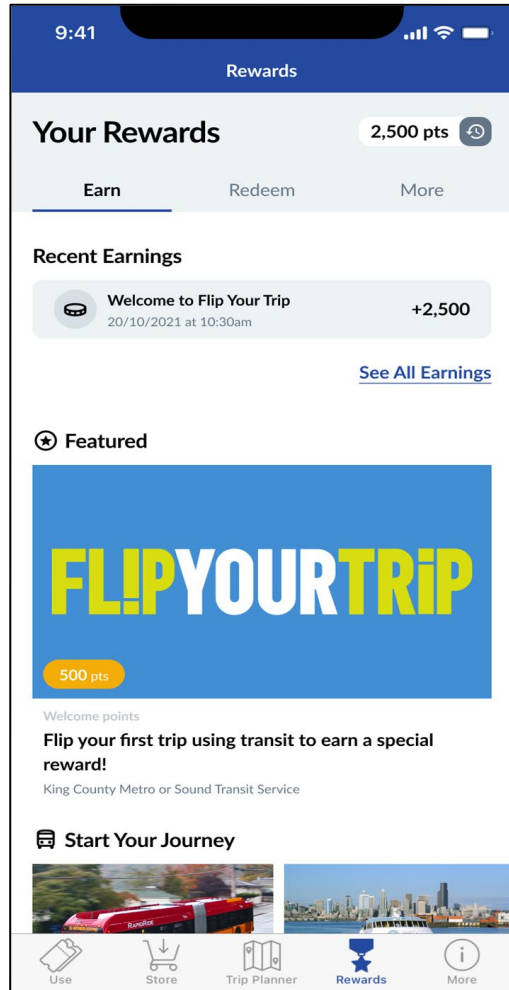 9:41
Rewards
Your Rewards
2,500 pts
Earn
Redeem
More
Recent Earnings
Welcome to Flip Your Trip
20/10/2021 at 10:30am
+2,500
See All Earnings
Featured
FL!PYOURTRiP
500 pts
Welcome points
Flip your first trip using transit to earn a special
reward!
King County Metro or Sound Transit Service
Start Your Journey
RAPIDRIDE
Use
Store
Trip Planner
Rewards
More